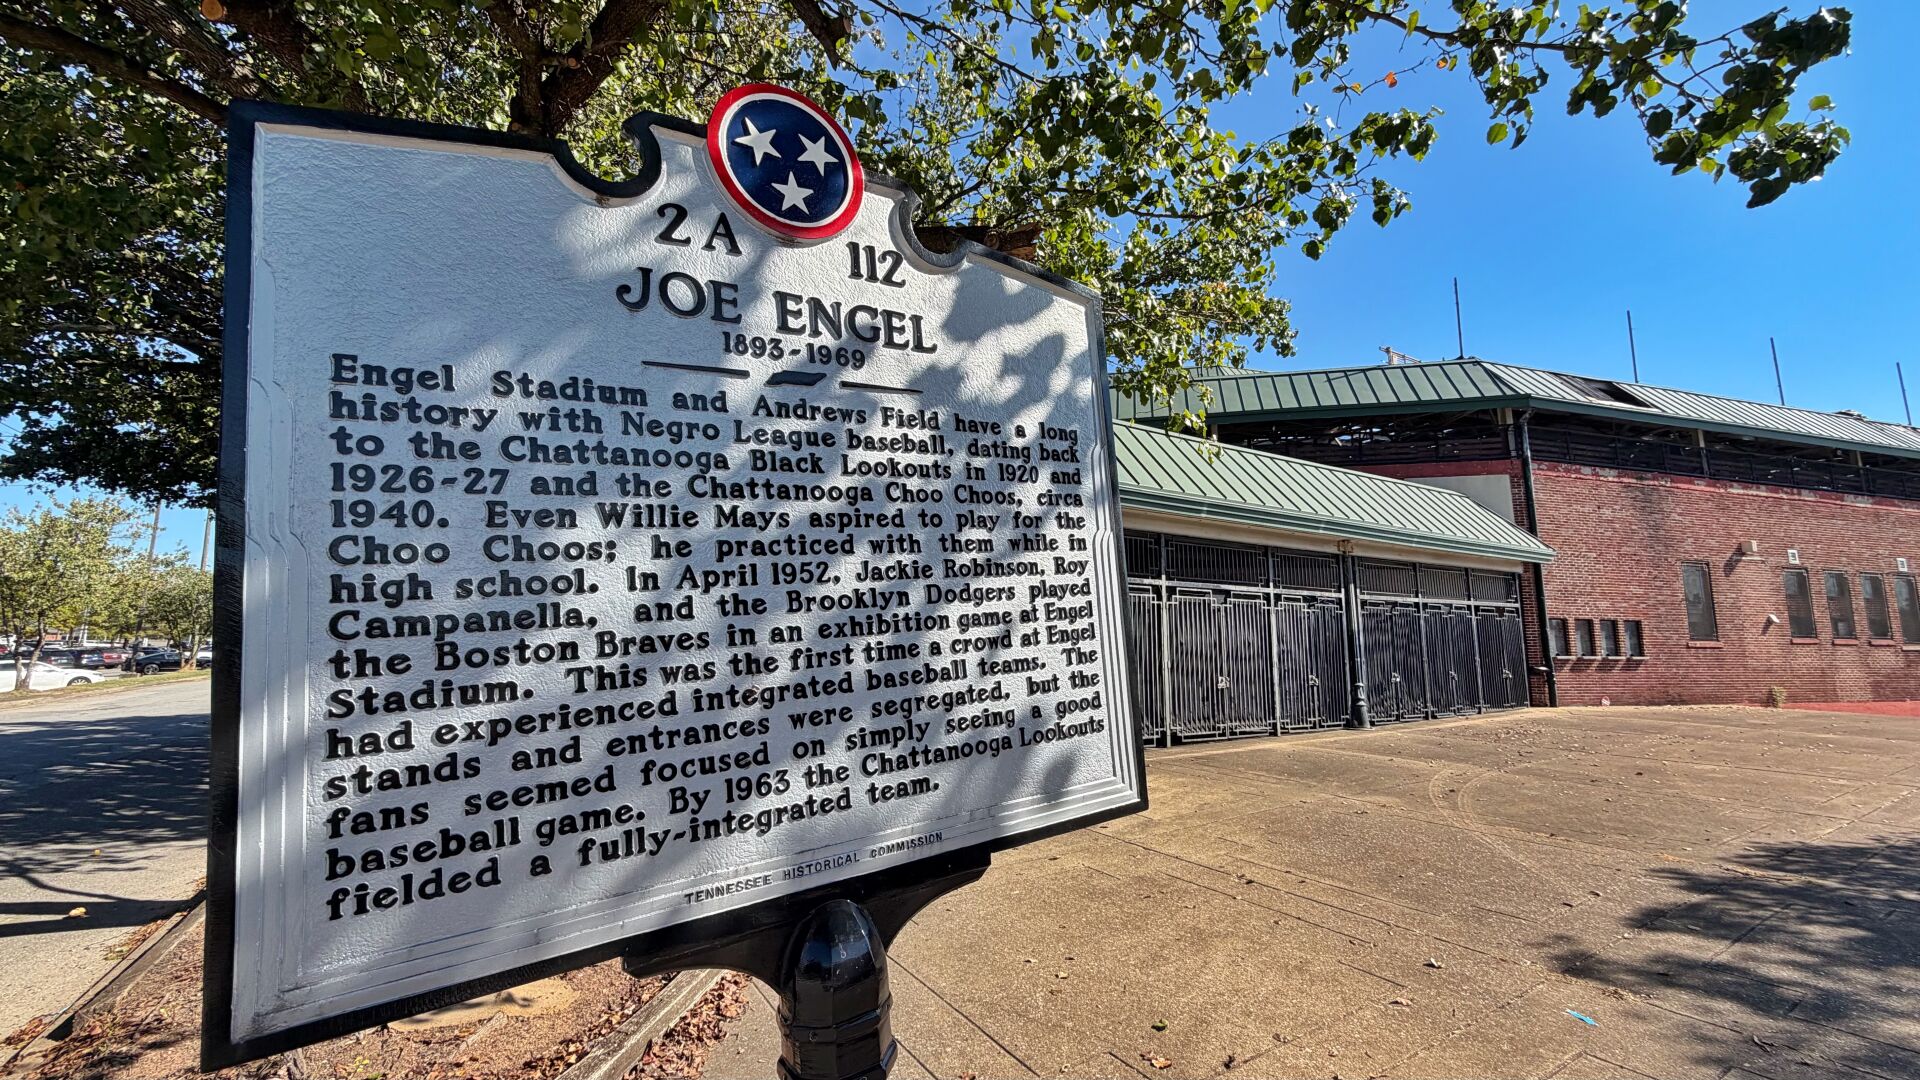 2A 112
JOE ENGEL
1893-1969
Engel Stadium and Andrews Field have a long
history with Negro League baseball, dating back
to the Chattanooga Black Lookouts in 1920 and
1926-27 and the Chattanooga Choo Choos, circa
1940. Even Willie Mays aspired to play for the
Choo Choos; he practiced with them while in
high school. In April 1952, Jackie Robinson, Roy
Campanella, and the Brooklyn Dodgers played
the Boston Braves in an exhibition game at Engel
Stadium. This was the first time a crowd at Engel
had experienced integrated baseball teams. The
stands and entrances were segregated, but the
fans seemed focused on simply seeing a good
baseball game. By 1963 the Chattanooga Lookouts
fielded a fully-integrated team.
TENNESSEE HISTORICAL COMMISSION